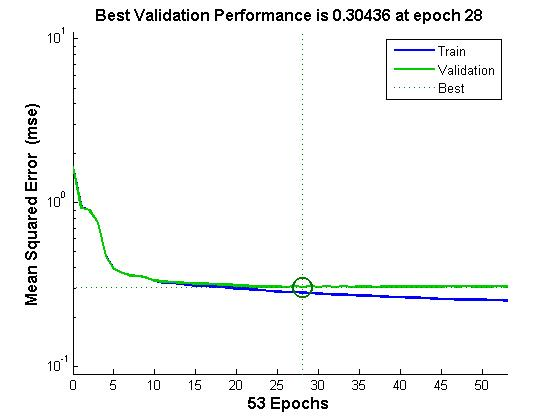 Best Validation Performance is 0.30436 at epoch 28
Mean Squared Error (mse)
10^1
10^0
10^-1
Train
Validation
Best
0 5 10 15 20 25 30 35 40 45 50
53 Epochs